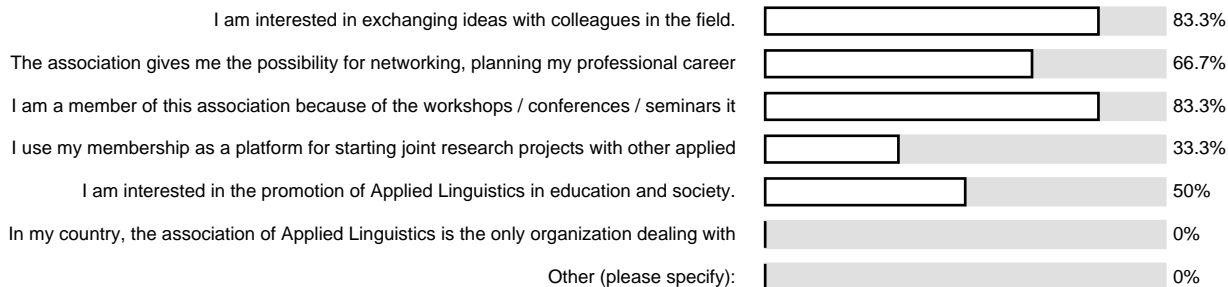 I am interested in exchanging ideas with colleagues in the field. 83.3%
The association gives me the possibility for networking, planning my professional career 66.7%
I am a member of this association because of the workshops / conferences / seminars it 83.3%
I use my membership as a platform for starting joint research projects with other applied 33.3%
I am interested in the promotion of Applied Linguistics in education and society. 50%
In my country, the association of Applied Linguistics is the only organization dealing with 0%
Other (please specify): 0%